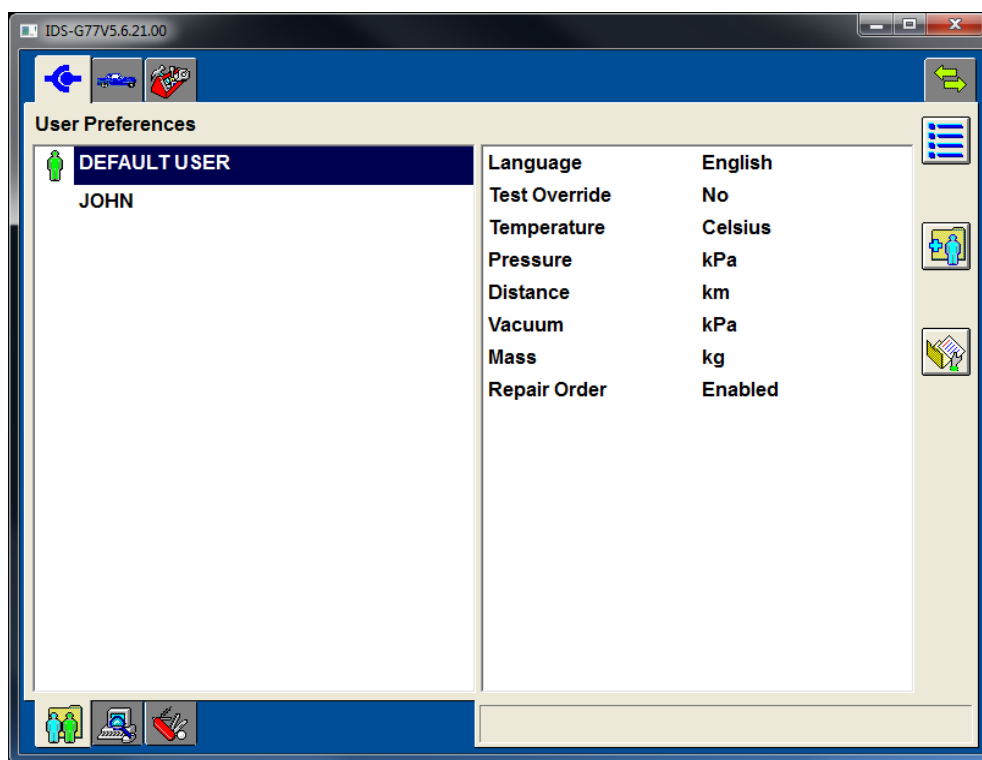 IDS-G77V5.6.21.00
User Preferences
DEFAULT USER
JOHN
Language English
Test Override No
Temperature Celsius
Pressure kPa
Distance km
Vacuum kPa
Mass kg
Repair Order Enabled